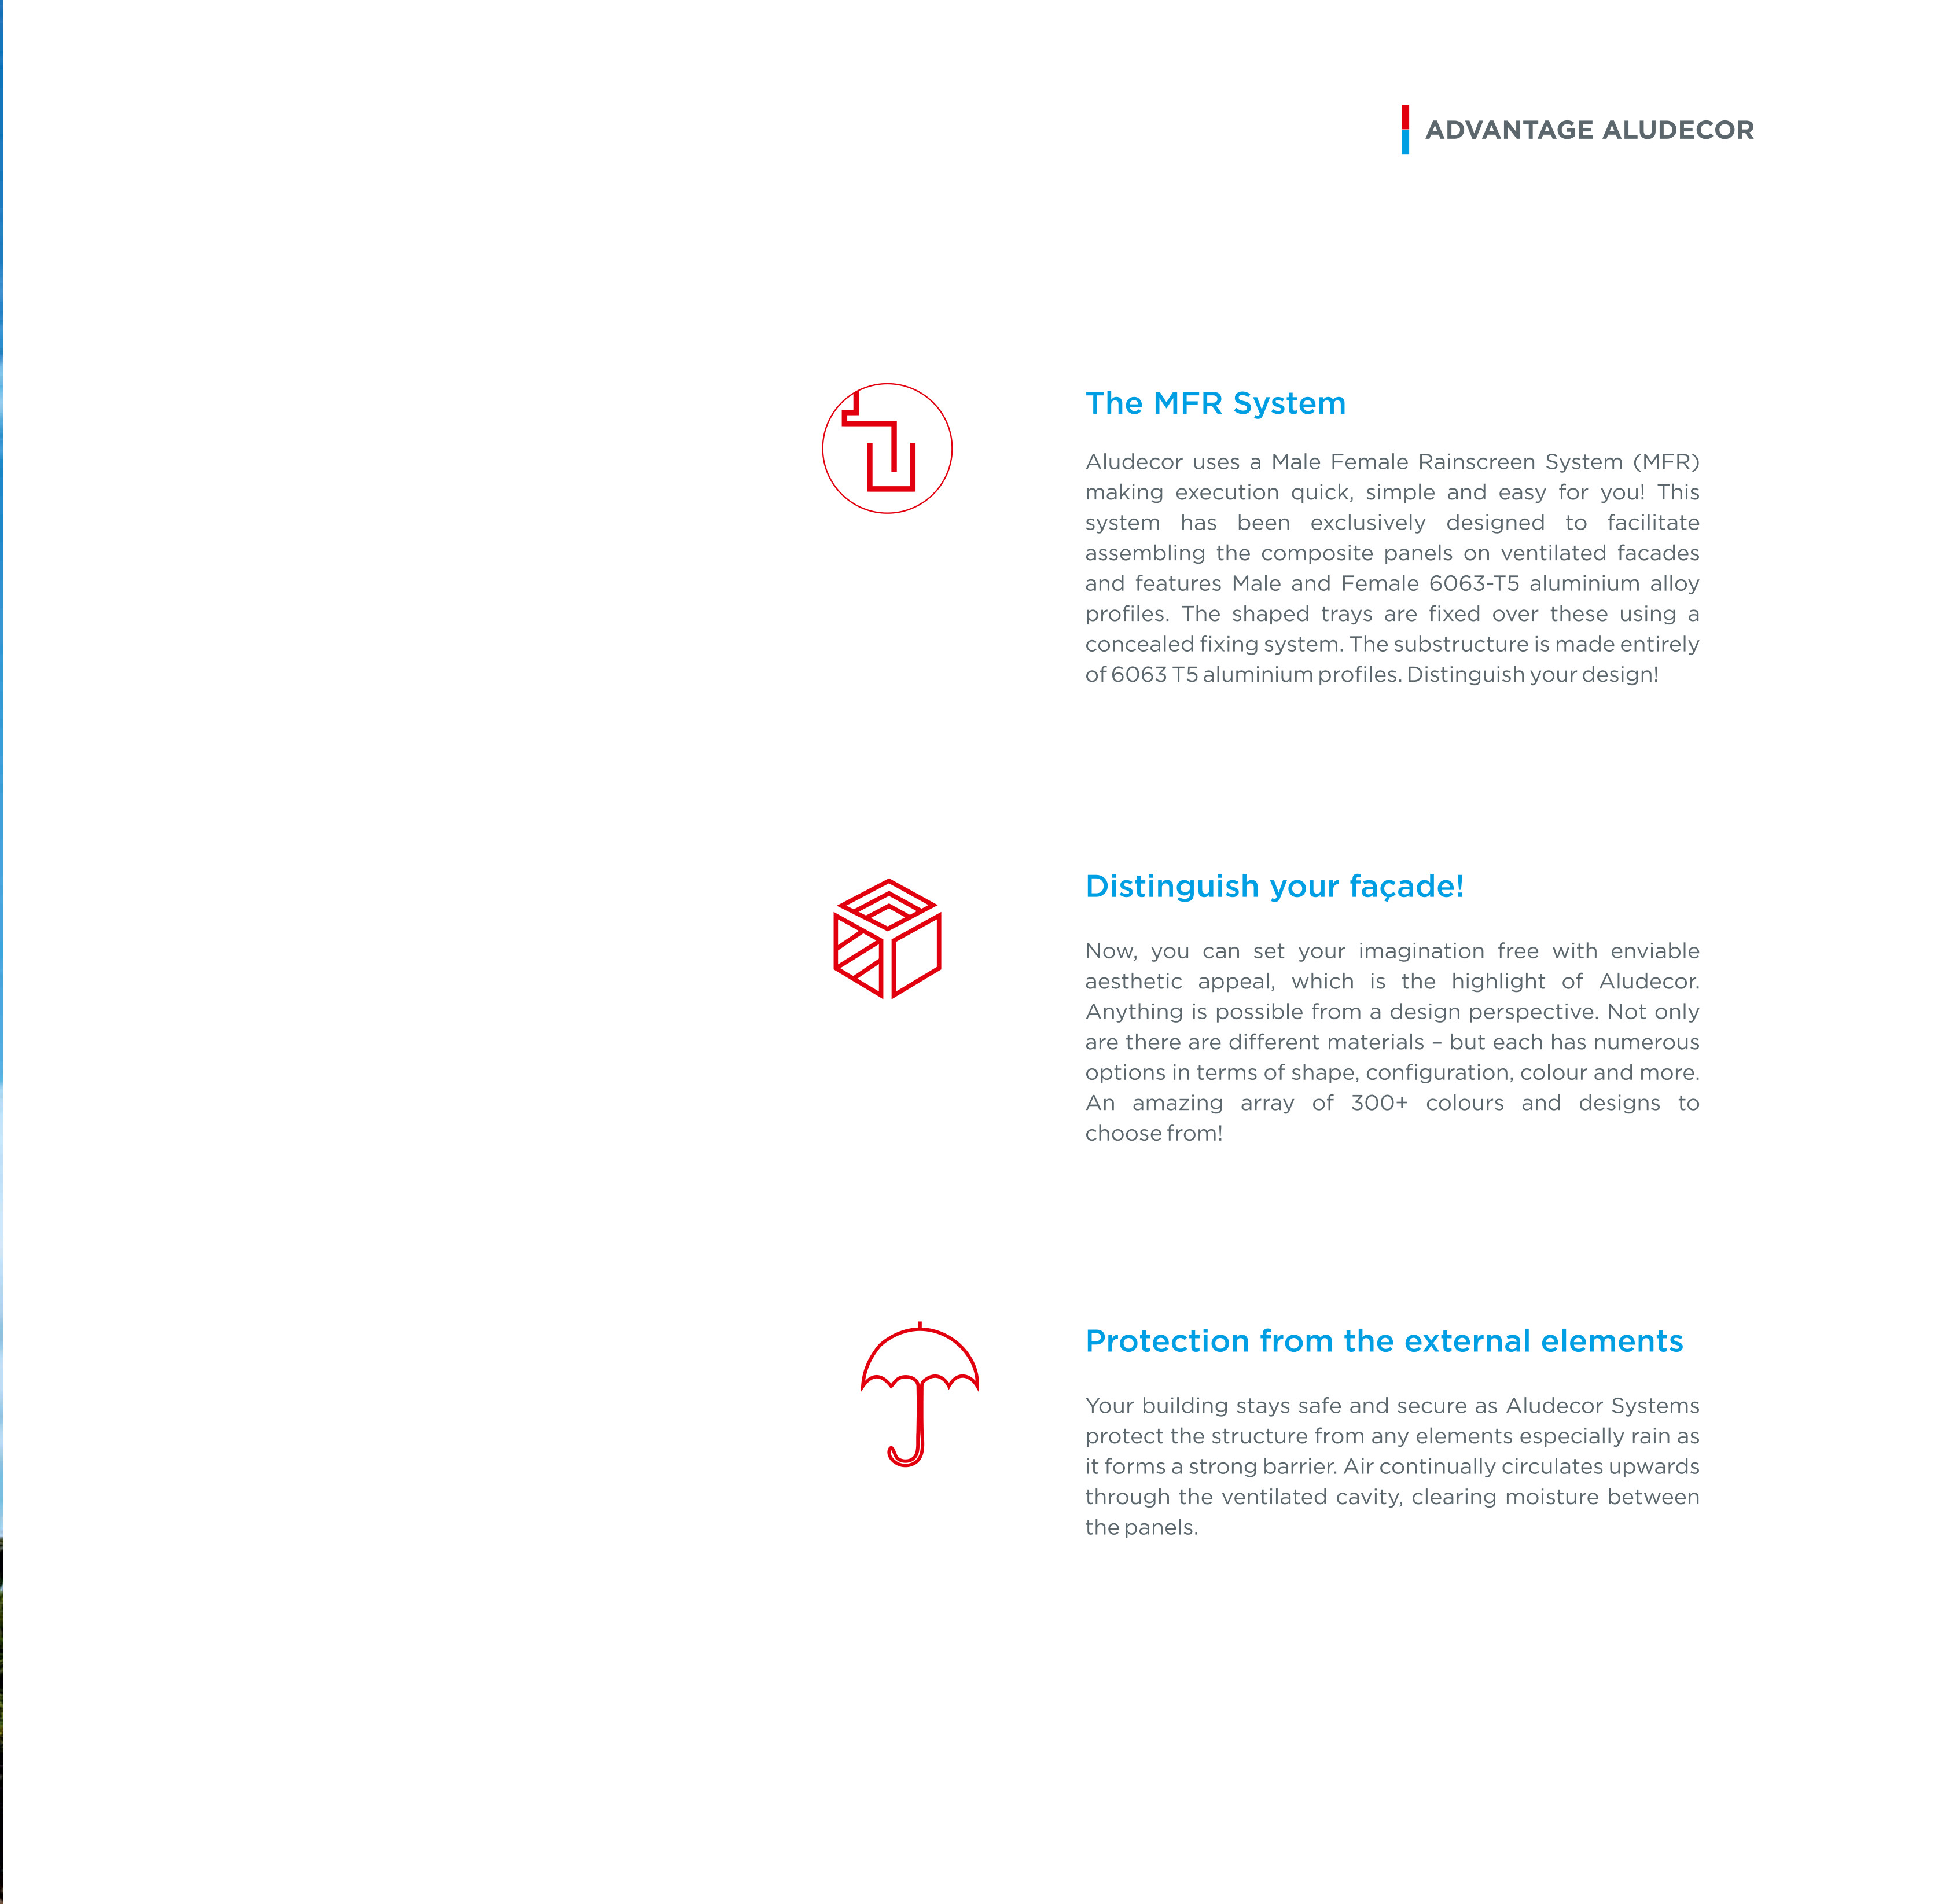 ADVANTAGE ALUDECOR
The MFR System
Aludecor uses a Male Female Rainscreen System (MFR)
making execution quick, simple and easy for you! This
system has been exclusively designed to facilitate
assembling the composite panels on ventilated facades
and features Male and Female 6063-T5 aluminium alloy
profiles. The shaped trays are fixed over these using a
concealed fixing system. The substructure is made entirely
of 6063 T5 aluminium profiles. Distinguish your design!
Distinguish your façade!
Now, you can set your imagination free with enviable
aesthetic appeal, which is the highlight of Aludecor.
Anything is possible from a design perspective. Not only
are there are different materials – but each has numerous
options in terms of shape, configuration, colour and more.
An amazing array of 300+ colours and designs to
choose from!
Protection from the external elements
Your building stays safe and secure as Aludecor Systems
protect the structure from any elements especially rain as
it forms a strong barrier. Air continually circulates upwards
through the ventilated cavity, clearing moisture between
the panels.